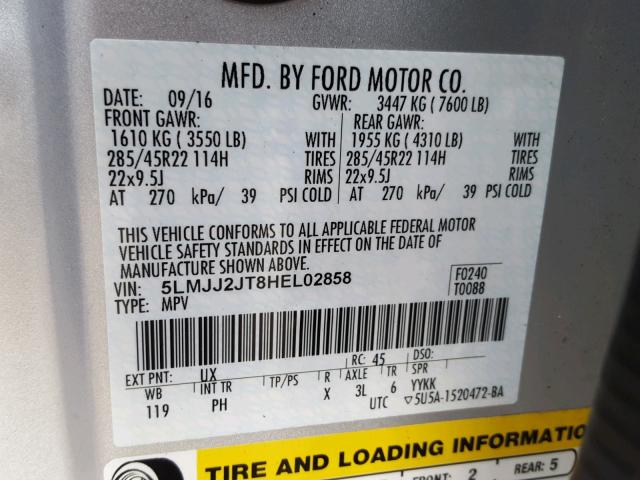 MFD. BY FORD MOTOR CO.
DATE: 09/16 GVWR: 3447 KG ( 7600 LB)
FRONT GAWR: REAR GAWR:
1610 KG ( 3550 LB) WITH 1955 KG ( 4310 LB) WITH
285/45R22 114H TIRES 285/45R22 114H TIRES
22x9.5J RIMS 22x9.5J RIMS
AT 270 kPa/ 39 PSI COLD AT 270 kPa/ 39 PSI COLD
THIS VEHICLE CONFORMS TO ALL APPLICABLE FEDERAL MOTOR
VEHICLE SAFETY STANDARDS IN EFFECT ON THE DATE OF
MANUFACTURE SHOWN ABOVE.
VIN: 5LMJJ2JT8HEL02858 F0240
TYPE: MPV T0088
EXT PNT: UX RC: 45 DSO:
WB INT TR TP/PS R AXLE TR SPR
119 PH X 3L 6 YYKK
UTC ▽5U5A-1520472-BA
TIRE AND LOADING INFORMATIO
FRONT: 2 REAR: 5